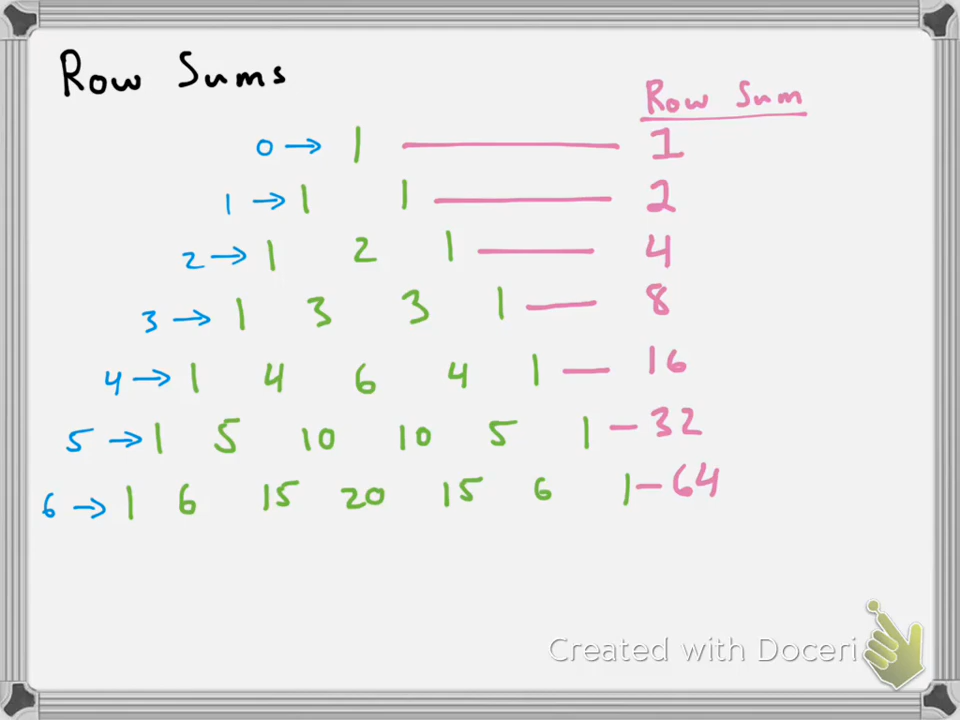 Row Sums
Row Sum
0 → 1 — 1
1 → 1 1 — 2
2 → 1 2 1 — 4
3 → 1 3 3 1 — 8
4 → 1 4 6 4 1 — 16
5 → 1 5 10 10 5 1 — 32
6 → 1 6 15 20 15 6 1 — 64
Created with Doceri